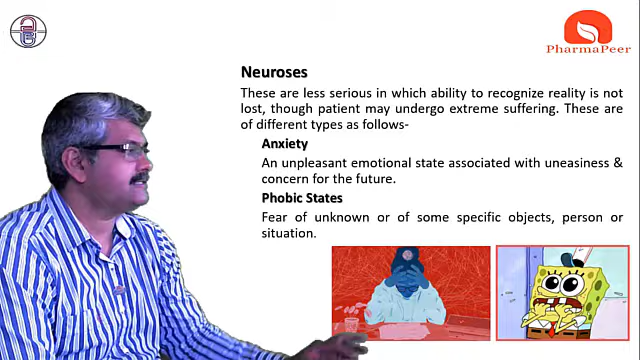 PharmaPeer
Neuroses
These are less serious in which ability to recognize reality is not
lost, though patient may undergo extreme suffering. These are
of different types as follows-
Anxiety
An unpleasant emotional state associated with uneasiness &
concern for the future.
Phobic States
Fear of unknown or of some specific objects, person or
situation.